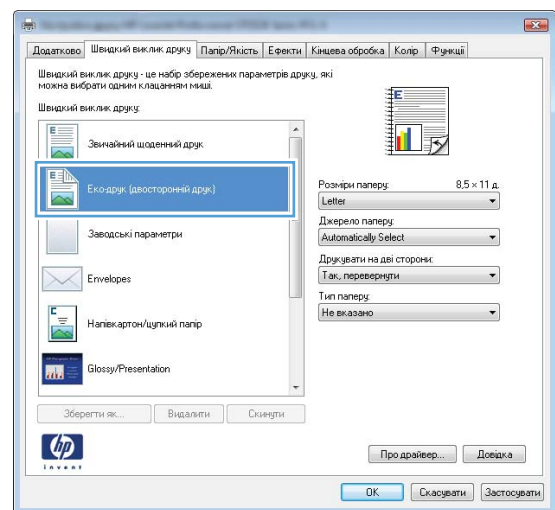 Додатково Швидкий виклик друку Папір/Якість Ефекти Кінцева обробка Колір Функції
Швидкий виклик друку - це набір збережених параметрів друку, які
можна вибрати одним клацанням миші.
Швидкий виклик друку:
Звичайний щоденний друк
Еко-друк (двосторонній друк)
Заводські параметри
Envelopes
Напівкартон/цупкий папір
Glossy/Presentation
Зберегти як... Видалити Скинути
Розміри паперу: 8,5 × 11 д.
Letter
Джерело паперу:
Automatically Select
Друкувати на дві сторони:
Так, перевернути
Тип паперу:
Не вказано
hp
invent
Про драйвер... Довідка
OK Скасувати Застосувати